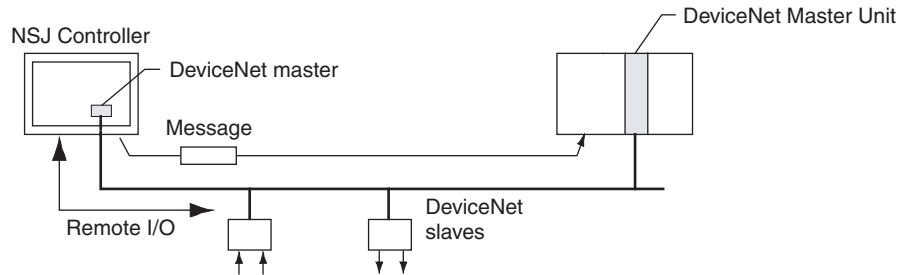 DeviceNet Master Unit
NSJ Controller
DeviceNet master
Message
DeviceNet
slaves
Remote I/O